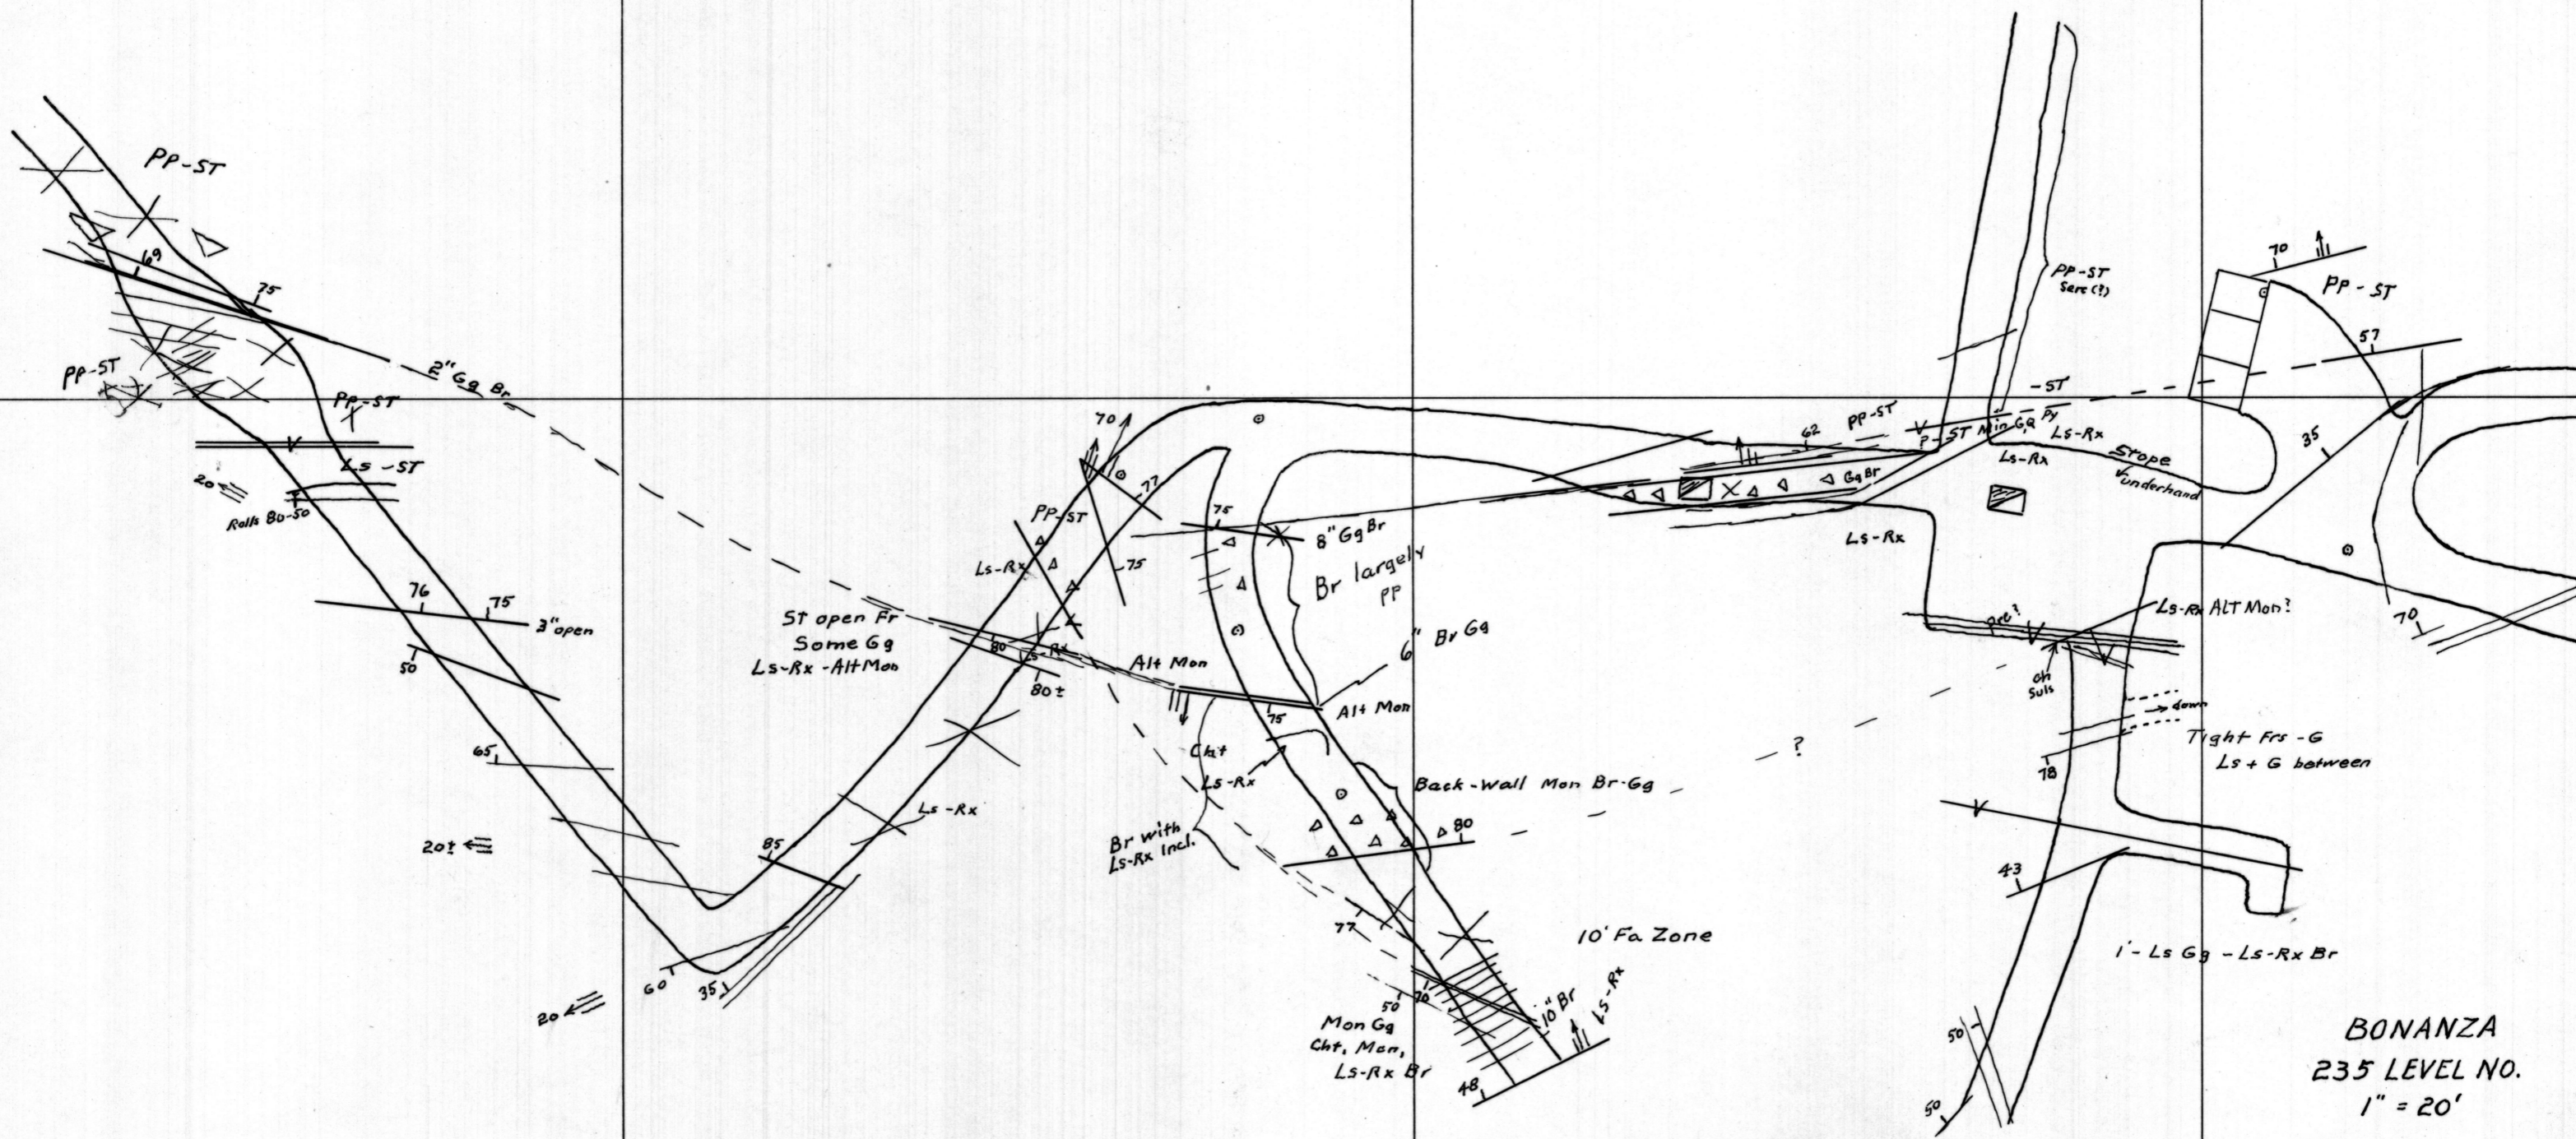 PP-ST
69
75
PP-ST
2" Gg Br
PP-ST
Ls-ST
20
Rolls 80-50
76
75
3" open
50
65
20±
85
60
35
20
Ls-Rx
St open Fr
Some Gg
Ls-Rx-Alt Mon
80
Ls-Rx
80±
Ls-Rx
PP-ST
70
77
75
75
8" Gg Br
Br largely
PP
6" Br Gg
Alt Mon
75
Alt Mon
Cht
Ls-Rx
Br with
Ls-Rx Incl.
Back-Wall Mon Br-Gg
80
?
77
10' Fa Zone
50
70
10" Br
Ls-Rx
Mon Gg
Cht, Mon,
Ls-Rx Br
48
PP-ST
62
Gg Br
Ls-Rx
PP-ST
Serc (?)
-ST
P-ST Min GQ Py
Ls-Rx
Ls-Rx
Stope
underhand
70
PP-ST
57
35
70
Ls-Rx ALT Mon?
Suls
down
Tight Frs-G
Ls + G between
78
43
1'-Ls Gg-Ls-Rx Br
50
50
BONANZA
235 LEVEL NO.
1" = 20'